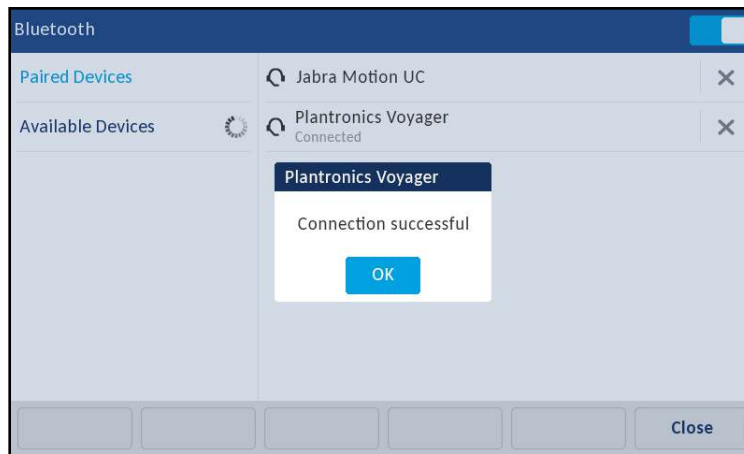 Bluetooth
Paired Devices
Jabra Motion UC
Available Devices
Plantronics Voyager
Connected
Plantronics Voyager
Connection successful
OK
Close